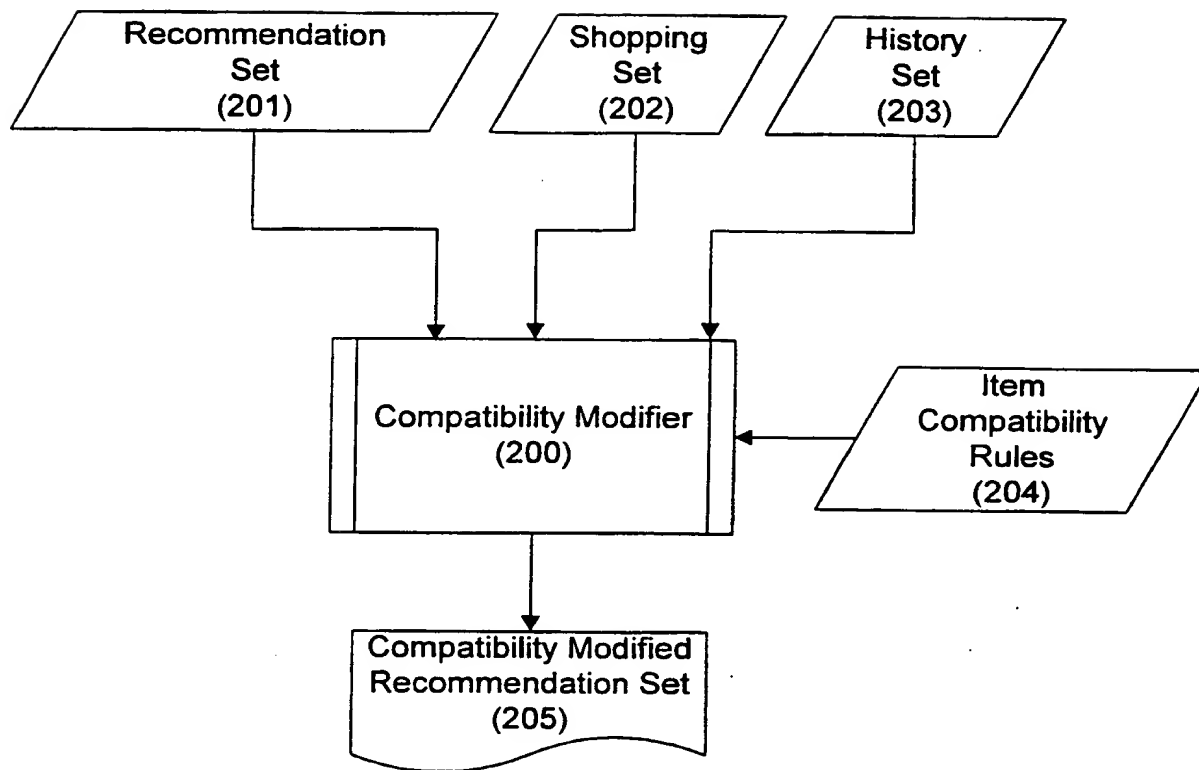 Recommendation
Set
(201)
Shopping
Set
(202)
History
Set
(203)
Compatibility Modifier
(200)
Item
Compatibility
Rules
(204)
Compatibility Modified
Recommendation Set
(205)